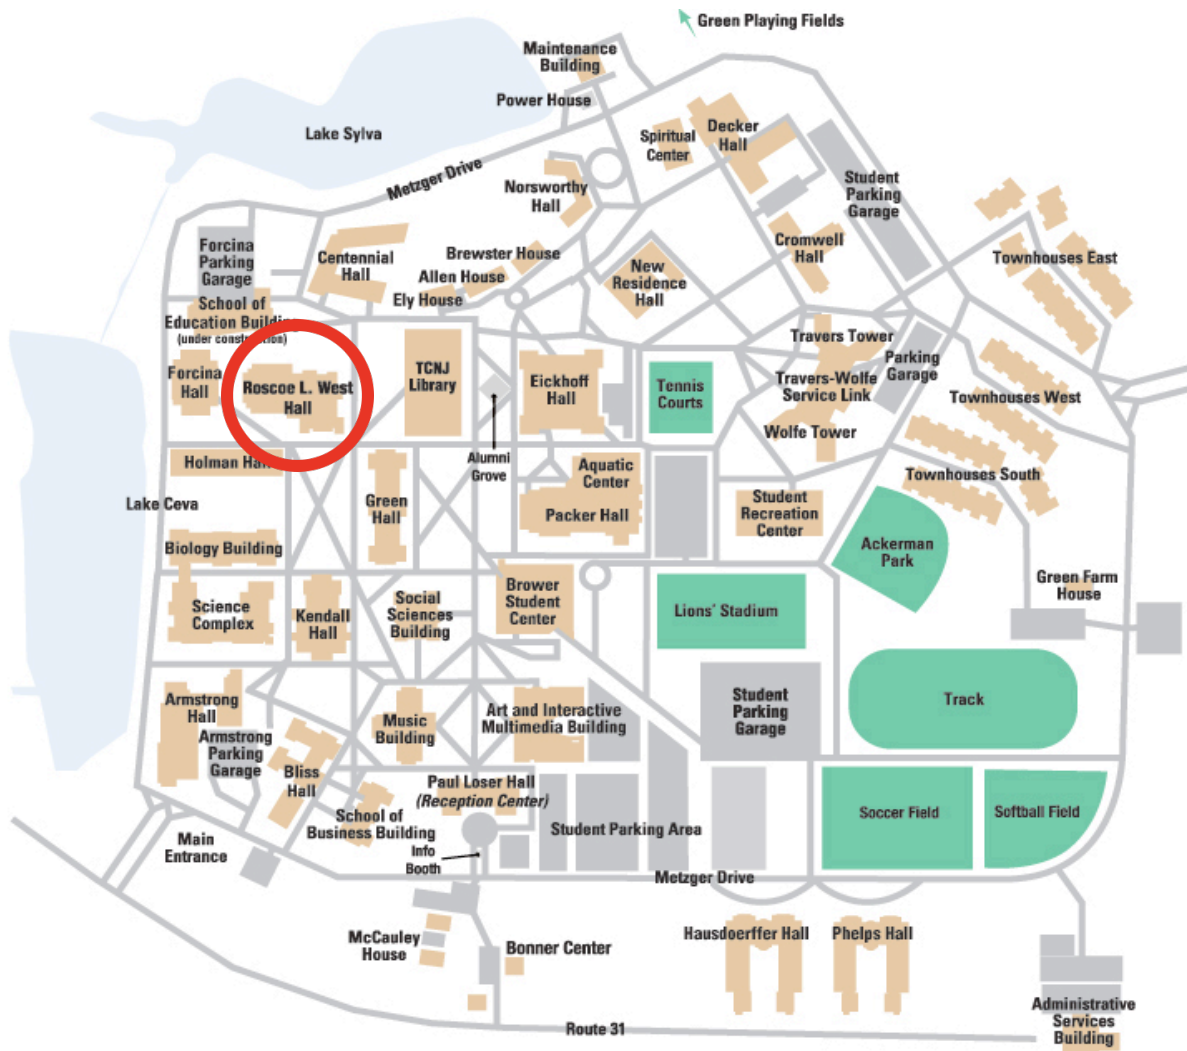 Green Playing Fields
Maintenance
Building
Power House
Lake Sylva
Spiritual
Center
Decker
Hall
Metzger Drive
Norsworthy
Hall
Student
Parking
Garage
Forcina
Parking
Garage
Centennial
Hall
Brewster House
Allen House
Ely House
New
Residence
Hall
Cromwell
Hall
Townhouses East
School of
Education Building
(under construction)
Travers Tower
Forcina
Hall
Roscoe L. West
Hall
TCNJ
Library
Eickhoff
Hall
Tennis
Courts
Travers-Wolfe
Service Link
Parking
Garage
Townhouses West
Wolfe Tower
Alumni
Grove
Holman Hall
Aquatic
Center
Packer Hall
Townhouses South
Lake Ceva
Green
Hall
Student
Recreation
Center
Biology Building
Ackerman
Park
Green Farm
House
Science
Complex
Kendall
Hall
Social
Sciences
Building
Brower
Student
Center
Lions' Stadium
Armstrong
Hall
Armstrong
Parking
Garage
Music
Building
Art and Interactive
Multimedia Building
Student
Parking
Garage
Track
Bliss
Hall
Paul Loser Hall
(Reception Center)
School of
Business Building
Student Parking Area
Soccer Field
Softball Field
Main
Entrance
Info
Booth
Metzger Drive
McCauley
House
Bonner Center
Hausdoerffer Hall
Phelps Hall
Administrative
Services
Building
Route 31